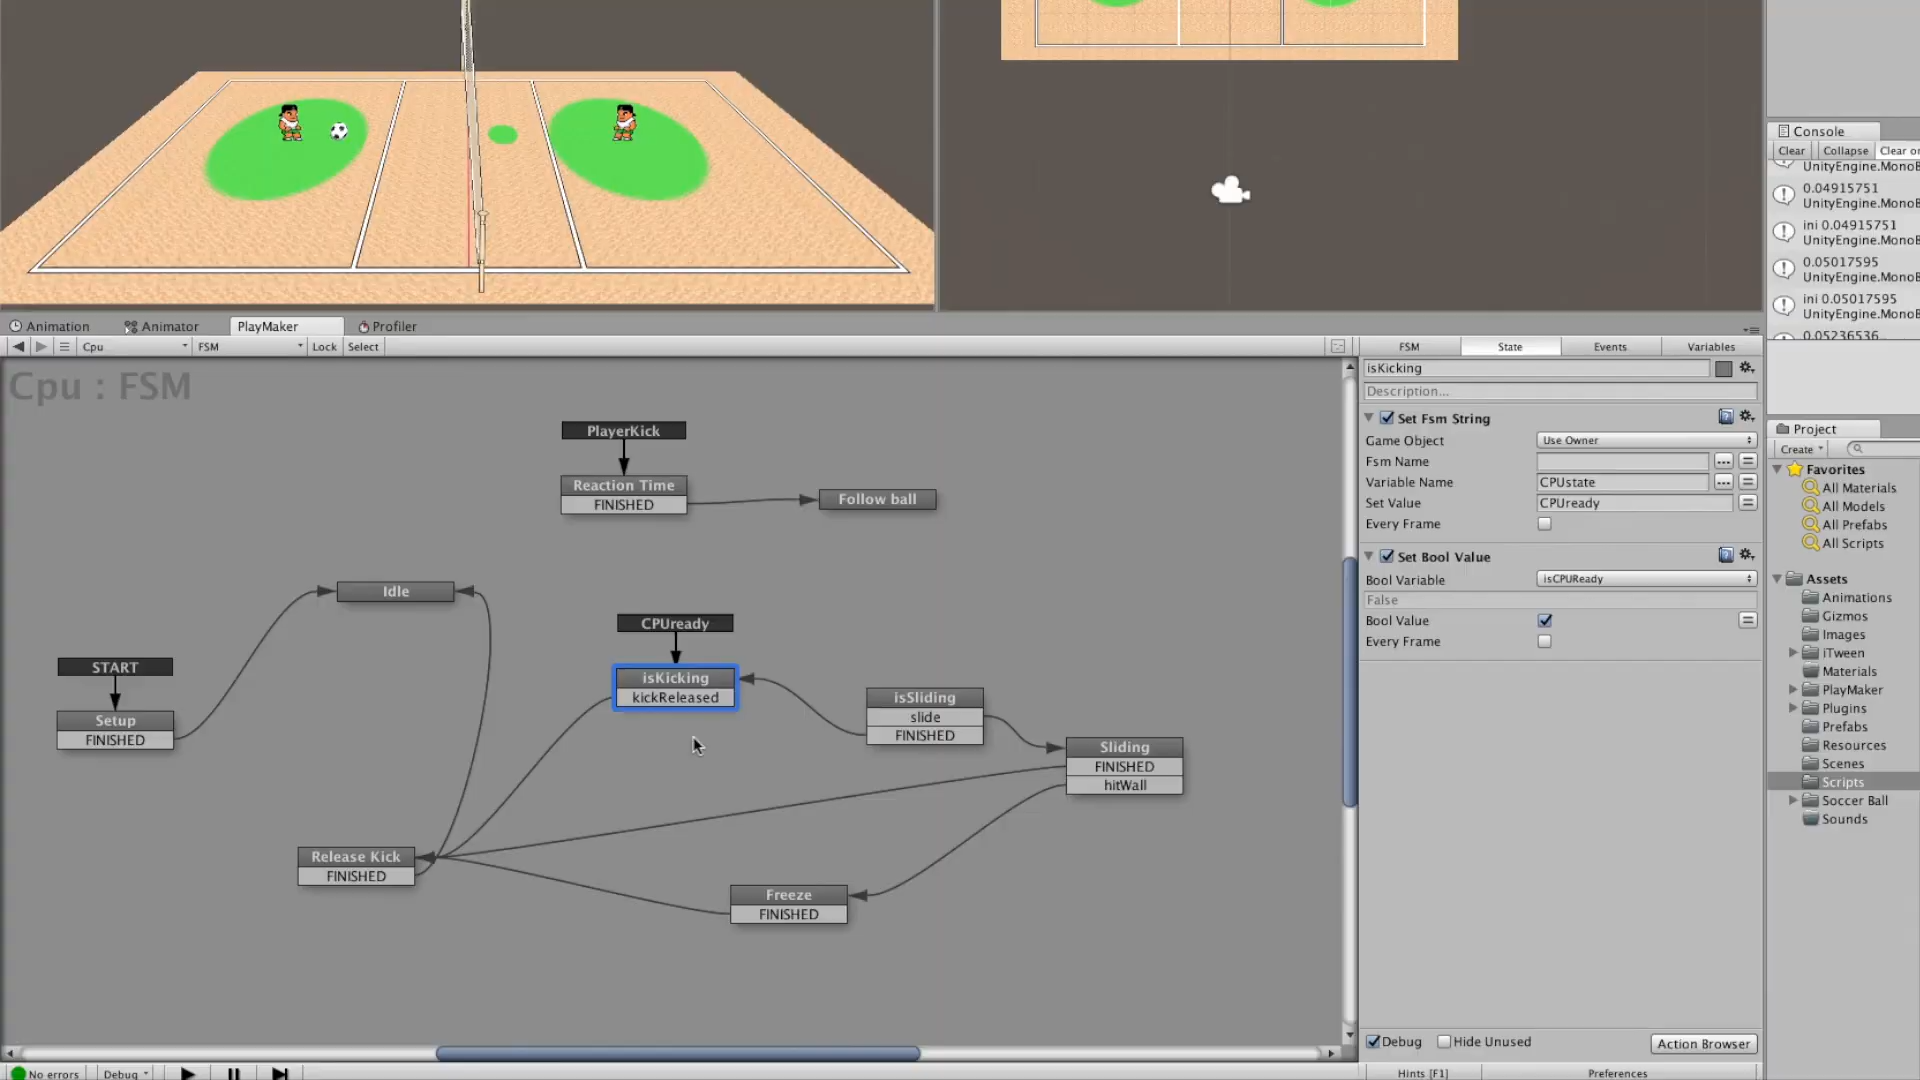 Console
Clear Collapse Clear on
UnityEngine.MonoB
0.04915751
UnityEngine.MonoB
ini 0.04915751
UnityEngine.MonoB
0.05017595
UnityEngine.MonoB
ini 0.05017595
UnityEngine.MonoB
0.05236536
Animation Animator PlayMaker Profiler
Cpu FSM Lock Select
Cpu : FSM
PlayerKick
Reaction Time
FINISHED
Follow ball
Idle
CPUready
isKicking
kickReleased
START
Setup
FINISHED
isSliding
slide
FINISHED
Sliding
FINISHED
hitWall
Release Kick
FINISHED
Freeze
FINISHED
FSM State Events Variables
isKicking
Description...
Set Fsm String
Game Object Use Owner
Fsm Name
Variable Name CPUstate
Set Value CPUready
Every Frame
Set Bool Value
Bool Variable isCPUReady
False
Bool Value
Every Frame
Debug Hide Unused Action Browser
No errors Debug
Hints [F1] Preferences
Project
Create
Favorites
All Materials
All Models
All Prefabs
All Scripts
Assets
Animations
Gizmos
Images
iTween
Materials
PlayMaker
Plugins
Prefabs
Resources
Scenes
Scripts
Soccer Ball
Sounds